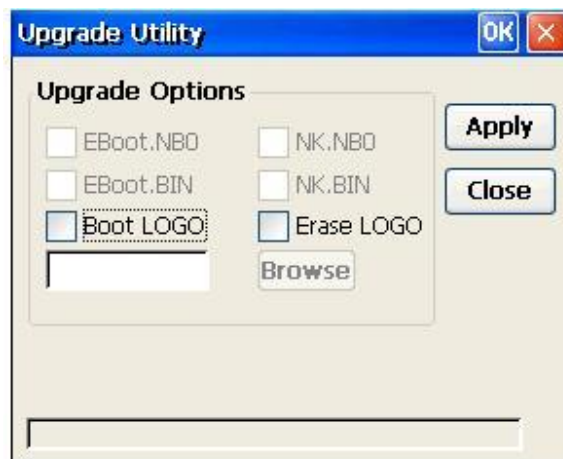 Upgrade Utility OK
Upgrade Options
EBoot.NB0 NK.NB0 Apply
EBoot.BIN NK.BIN Close
Boot LOGO Erase LOGO
Browse